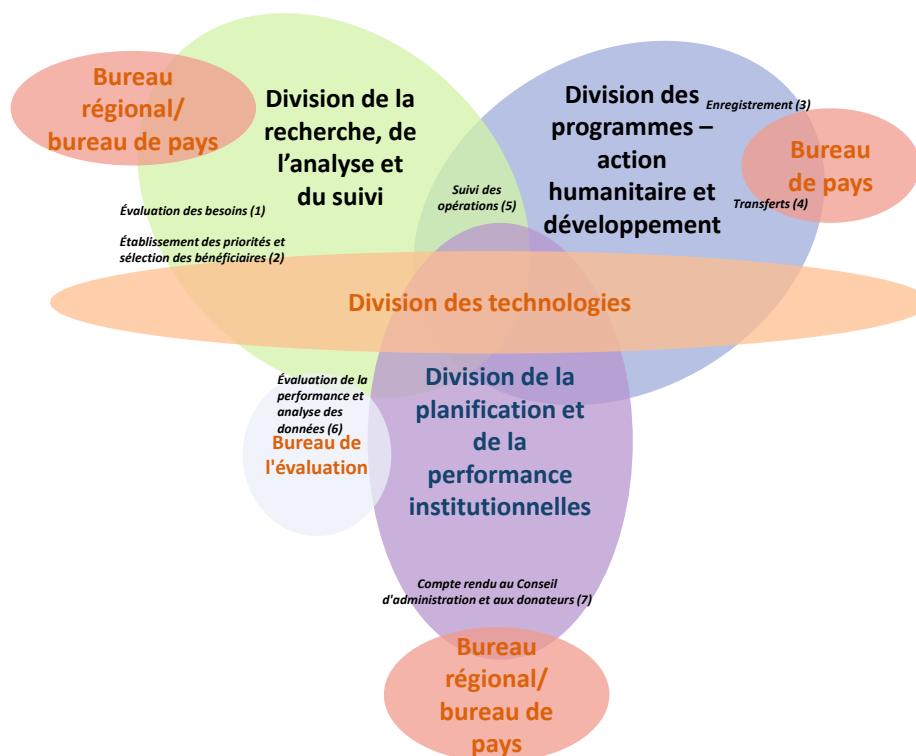 Bureau
régional/
bureau de pays
Division de la
recherche, de
l’analyse et
du suivi
Division des
programmes –
action
humanitaire et
développement
Enregistrement (3)
Bureau
de pays
Transferts (4)
Suivi des
opérations (5)
Évaluation des besoins (1)
Établissement des priorités et
sélection des bénéficiaires (2)
Division des technologies
Évaluation de la
performance et
analyse des
données (6)
Bureau de
l'évaluation
Division de la
planification et
de la
performance
institutionnelles
Compte rendu au Conseil
d'administration et aux donateurs (7)
Bureau
régional/
bureau de
pays